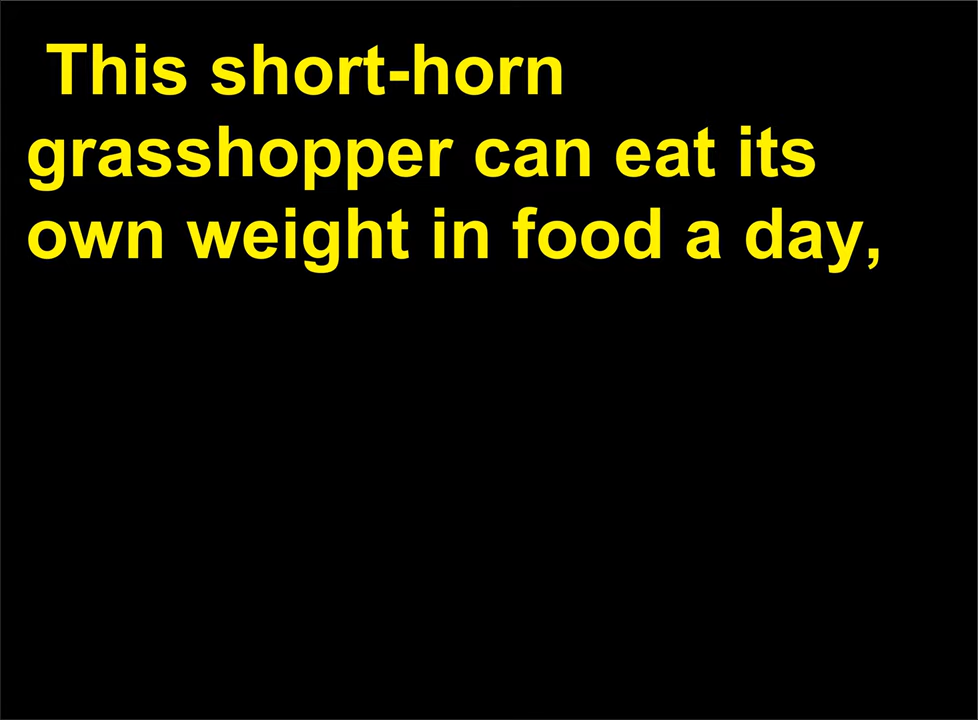 This short-horn
grasshopper can eat its
own weight in food a day,